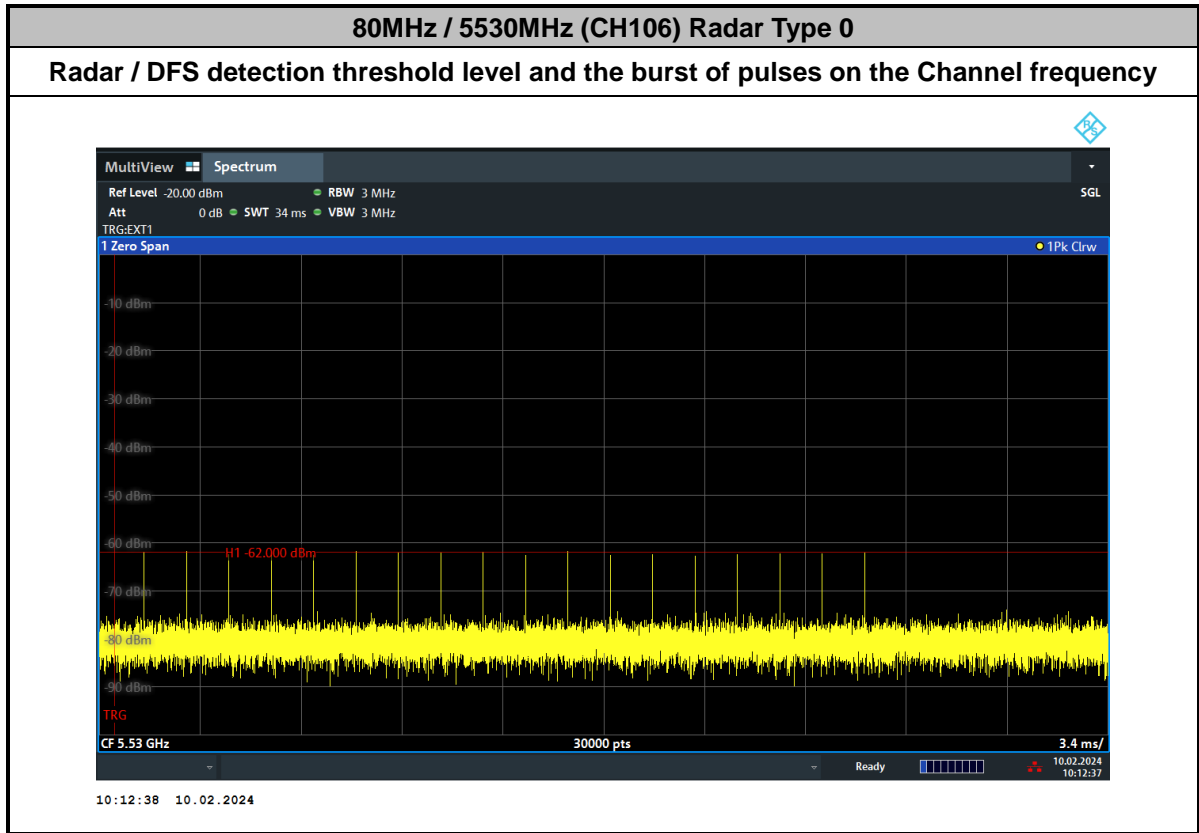 80MHz / 5530MHz (CH106) Radar Type 0
Radar / DFS detection threshold level and the burst of pulses on the Channel frequency
R&S
MultiView Spectrum
Ref Level -20.00 dBm RBW 3 MHz SGL
Att 0 dB SWT 34 ms VBW 3 MHz
TRG:EXT1
1 Zero Span 1Pk Clrw
-10 dBm
-20 dBm
-30 dBm
-40 dBm
-50 dBm
-60 dBm
H1 -62.000 dBm
-70 dBm
-80 dBm
-90 dBm
TRG
CF 5.53 GHz 30000 pts 3.4 ms/
Ready 10.02.2024
10:12:37
10:12:38 10.02.2024